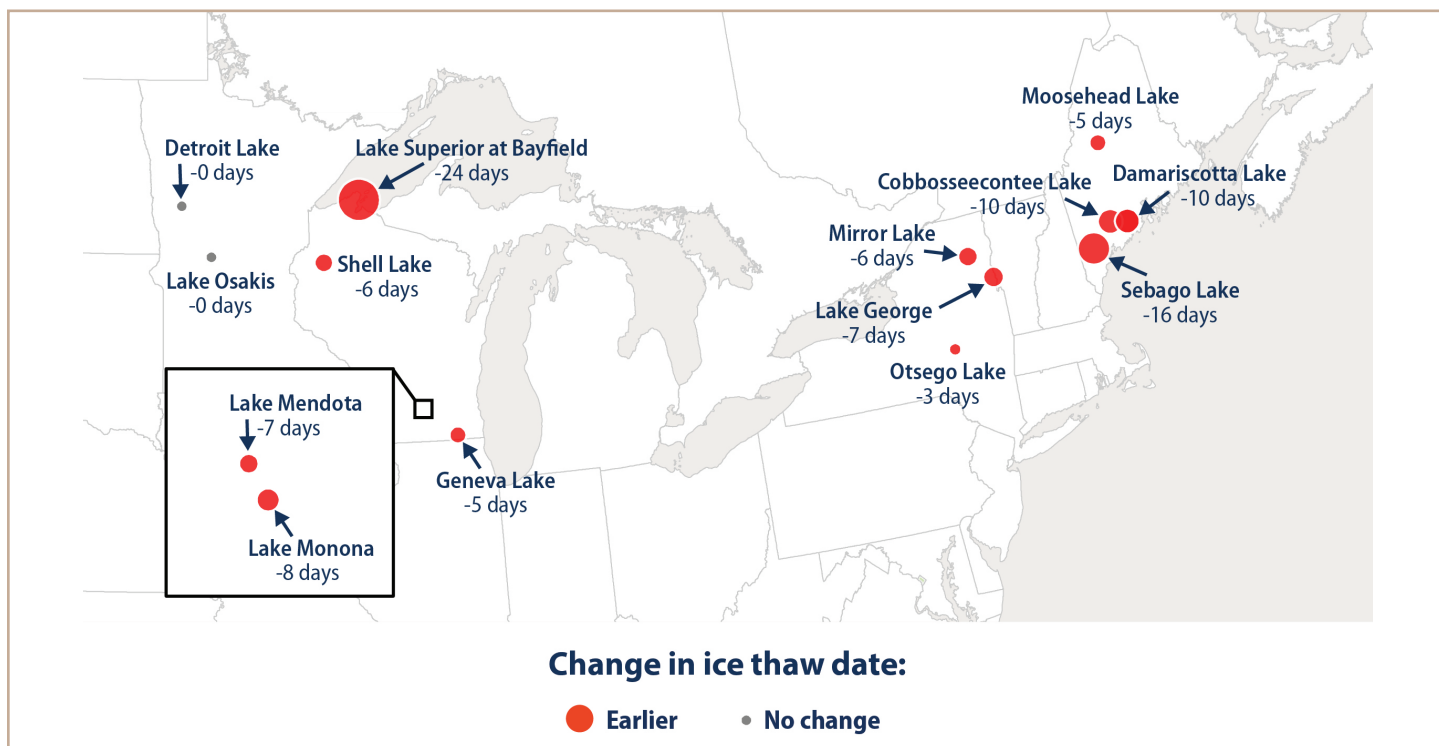 Moosehead Lake
-5 days
Detroit Lake
-0 days
Lake Superior at Bayfield
-24 days
Cobbosseecontee Lake
-10 days
Damariscotta Lake
-10 days
Mirror Lake
-6 days
Shell Lake
-6 days
Lake Osakis
-0 days
Lake George
-7 days
Sebago Lake
-16 days
Otsego Lake
-3 days
Lake Mendota
-7 days
Geneva Lake
-5 days
Lake Monona
-8 days
Change in ice thaw date:
Earlier
No change